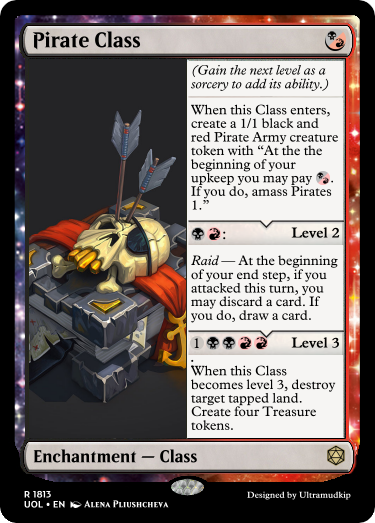 Pirate Class
(Gain the next level as a
sorcery to add its ability.)
When this Class enters,
create a 1/1 black and
red Pirate Army creature
token with “At the the
beginning of your
upkeep you may pay .
If you do, amass Pirates
1.”
: Level 2
Raid — At the beginning
of your end step, if you
attacked this turn, you
may discard a card. If
you do, draw a card.
1 Level 3
.
When this Class
becomes level 3, destroy
target tapped land.
Create four Treasure
tokens.
Enchantment — Class
R 1813
UOL • EN Alena Pliushcheva
Designed by Ultramudkip